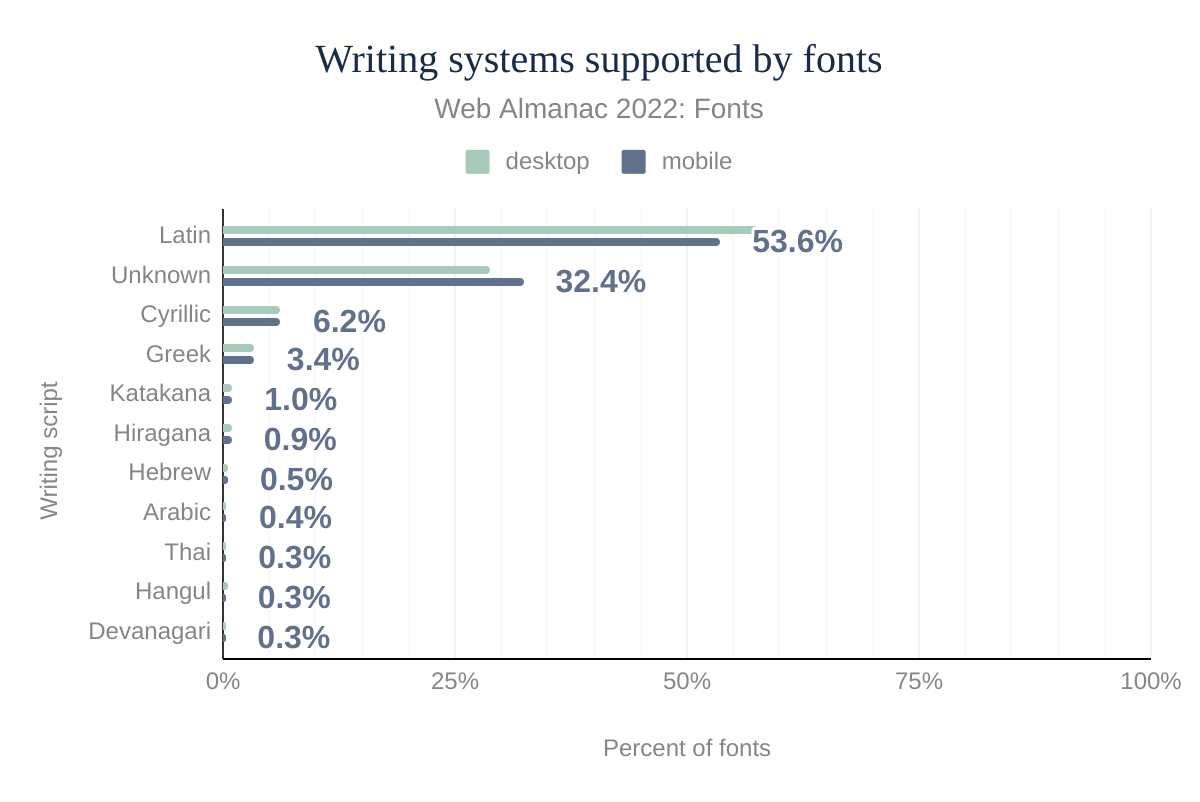 Writing systems supported by fonts
Web Almanac 2022: Fonts
desktop mobile
Writing script
Latin 53.6%
Unknown 32.4%
Cyrillic 6.2%
Greek 3.4%
Katakana 1.0%
Hiragana 0.9%
Hebrew 0.5%
Arabic 0.4%
Thai 0.3%
Hangul 0.3%
Devanagari 0.3%
0% 25% 50% 75% 100%
Percent of fonts